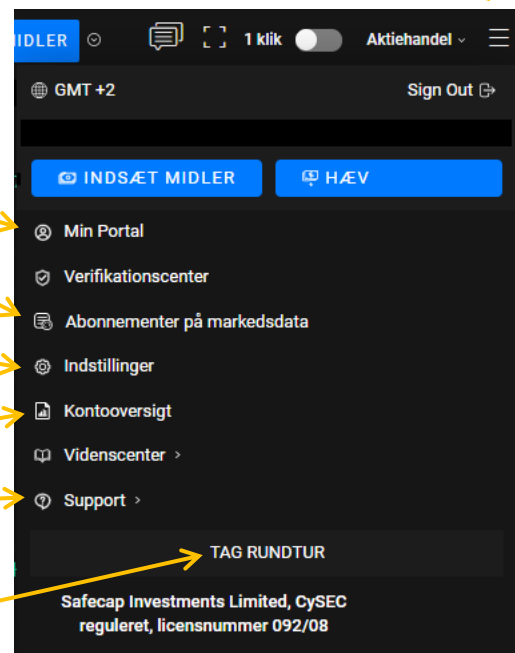 IDLER 1 klik Aktiehandel
GMT +2 Sign Out
INDSÆT MIDLER HÆV
Min Portal
Verifikationscenter
Abonnementer på markedsdata
Indstillinger
Kontooversigt
Videnscenter >
Support >
TAG RUNDTUR
Safecap Investments Limited, CySEC
reguleret, licensnummer 092/08